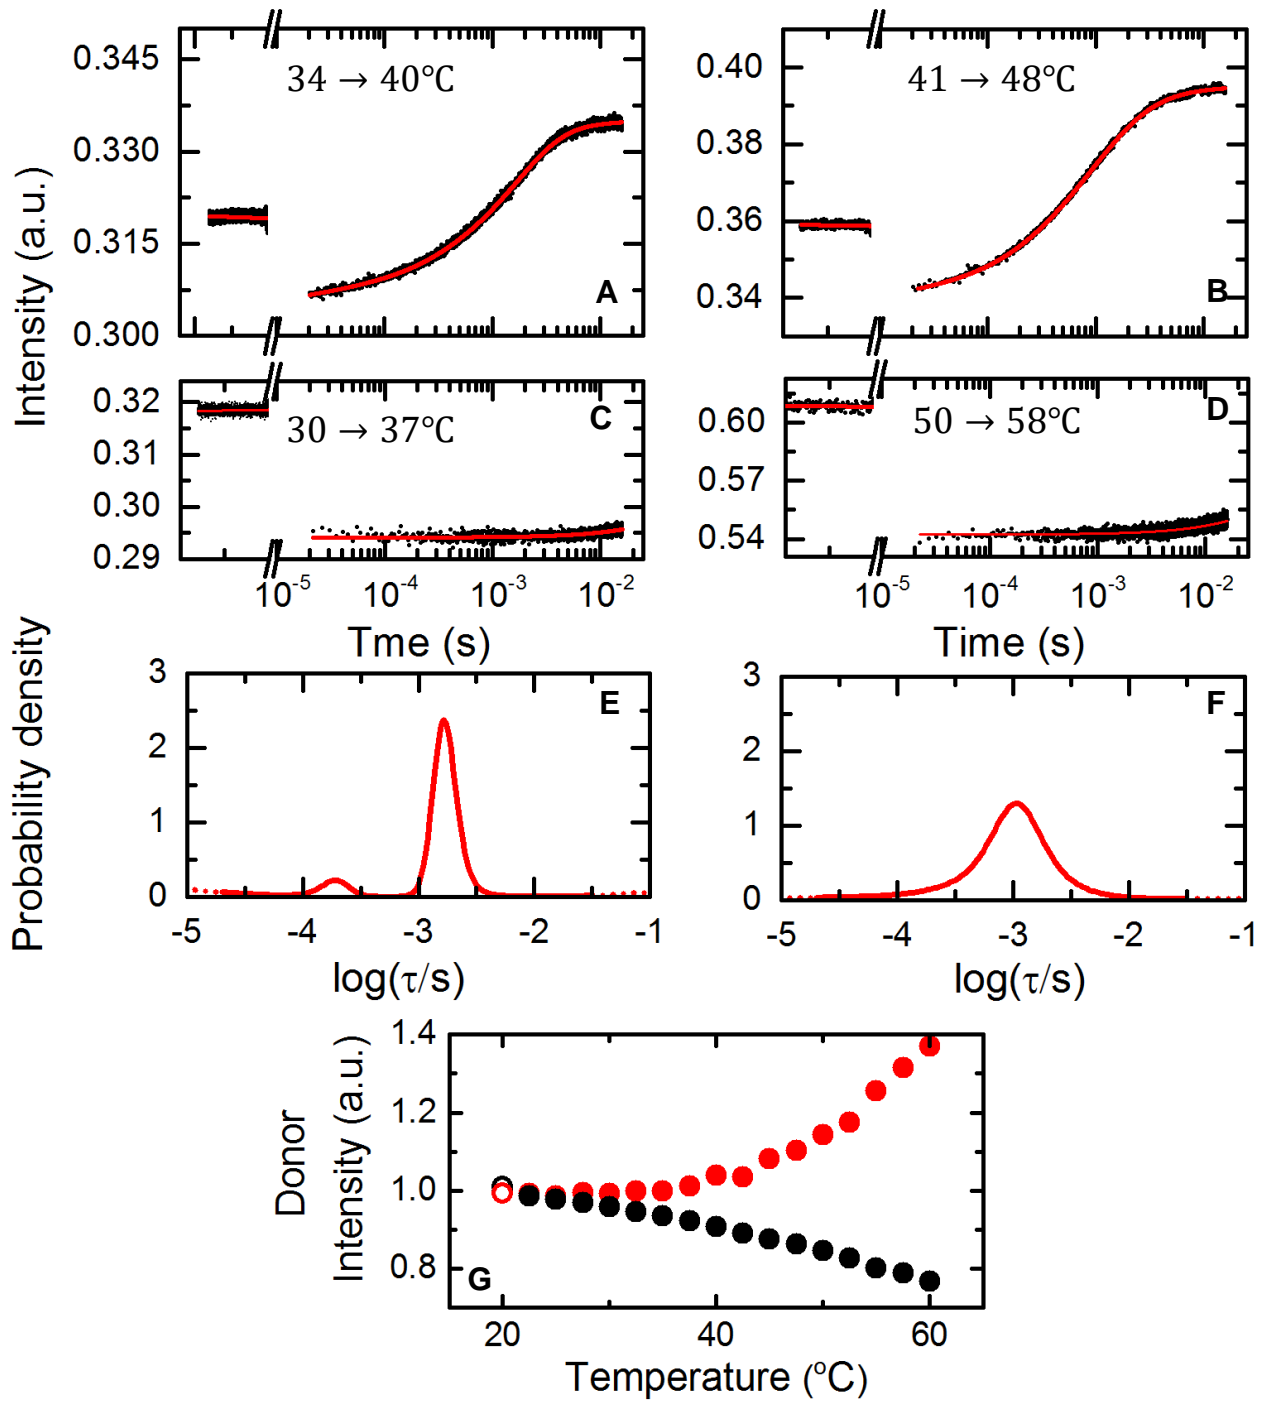 Intensity (a.u.)
0.345
0.330
0.315
0.300
34 → 40℃
A
0.40
0.38
0.36
0.34
41 → 48℃
B
0.32
0.31
0.30
0.29
30 → 37℃
C
0.60
0.57
0.54
50 → 58℃
D
10⁻⁵ 10⁻⁴ 10⁻³ 10⁻²
Tme (s)
10⁻⁵ 10⁻⁴ 10⁻³ 10⁻²
Time (s)
Probability density
3
2
1
0
E
-5 -4 -3 -2 -1
log(τ/s)
3
2
1
0
F
-5 -4 -3 -2 -1
log(τ/s)
Donor
Intensity (a.u.)
1.4
1.2
1.0
0.8
G
20 40 60
Temperature (ºC)